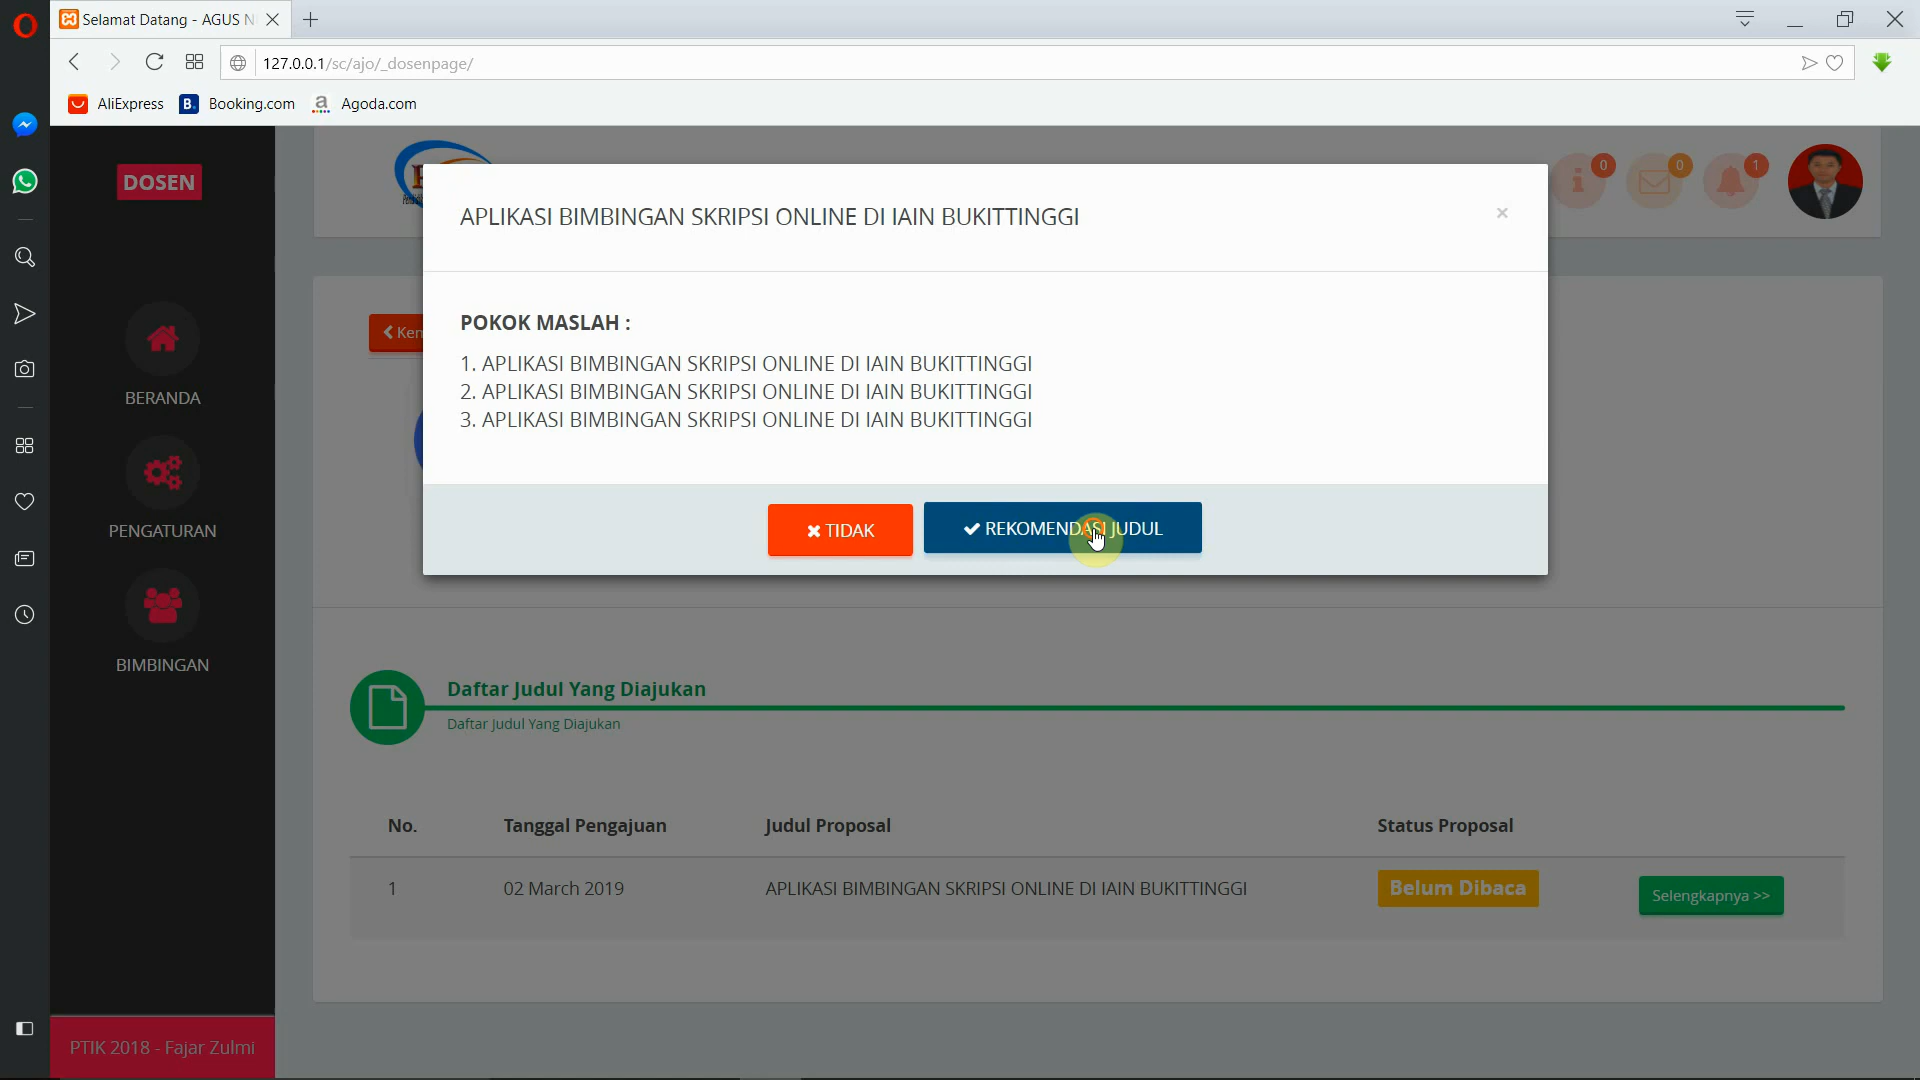 Selamat Datang - AGUS N
127.0.0.1/sc/ajo/_dosenpage/
AliExpress
B. Booking.com
a Agoda.com
DOSEN
0
0
1
APLIKASI BIMBINGAN SKRIPSI ONLINE DI IAIN BUKITTINGGI
×
Kem
POKOK MASLAH :
1. APLIKASI BIMBINGAN SKRIPSI ONLINE DI IAIN BUKITTINGGI
2. APLIKASI BIMBINGAN SKRIPSI ONLINE DI IAIN BUKITTINGGI
3. APLIKASI BIMBINGAN SKRIPSI ONLINE DI IAIN BUKITTINGGI
TIDAK
REKOMENDASI JUDUL
BERANDA
PENGATURAN
BIMBINGAN
Daftar Judul Yang Diajukan
Daftar Judul Yang Diajukan
No. Tanggal Pengajuan Judul Proposal Status Proposal
1 02 March 2019 APLIKASI BIMBINGAN SKRIPSI ONLINE DI IAIN BUKITTINGGI Belum Dibaca Selengkapnya >>
PTIK 2018 - Fajar Zulmi